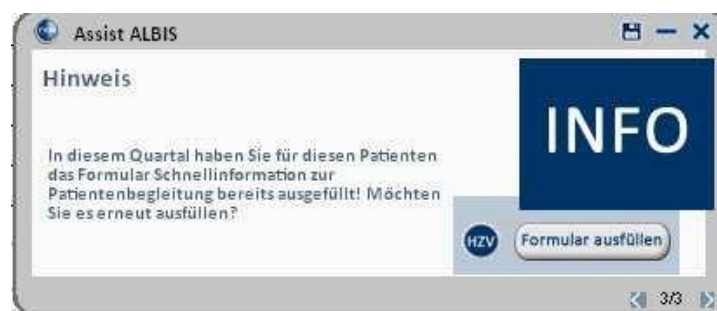 Assist ALBIS
Hinweis
INFO
In diesem Quartal haben Sie für diesen Patienten
das Formular Schnellinformation zur
Patientenbegleitung bereits ausgefüllt! Möchten
Sie es erneut ausfüllen?
HZV
Formular ausfüllen
3/3